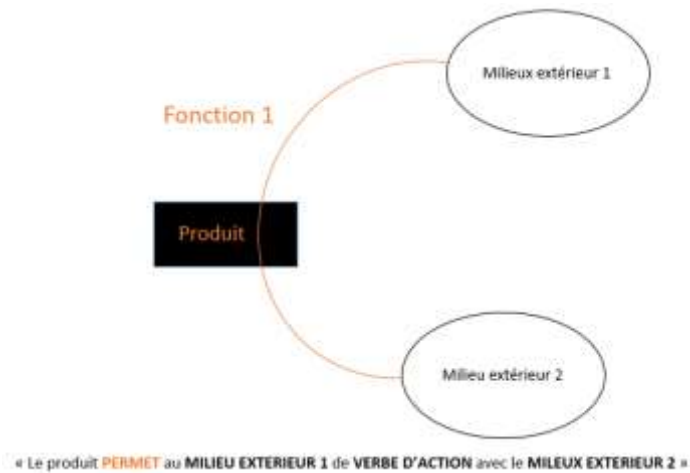 Milieux extérieur 1
Fonction 1
Produit
Milieu extérieur 2
« Le produit PERMET au MILIEU EXTERIEUR 1 de VERBE D'ACTION avec le MILEUX EXTERIEUR 2 »